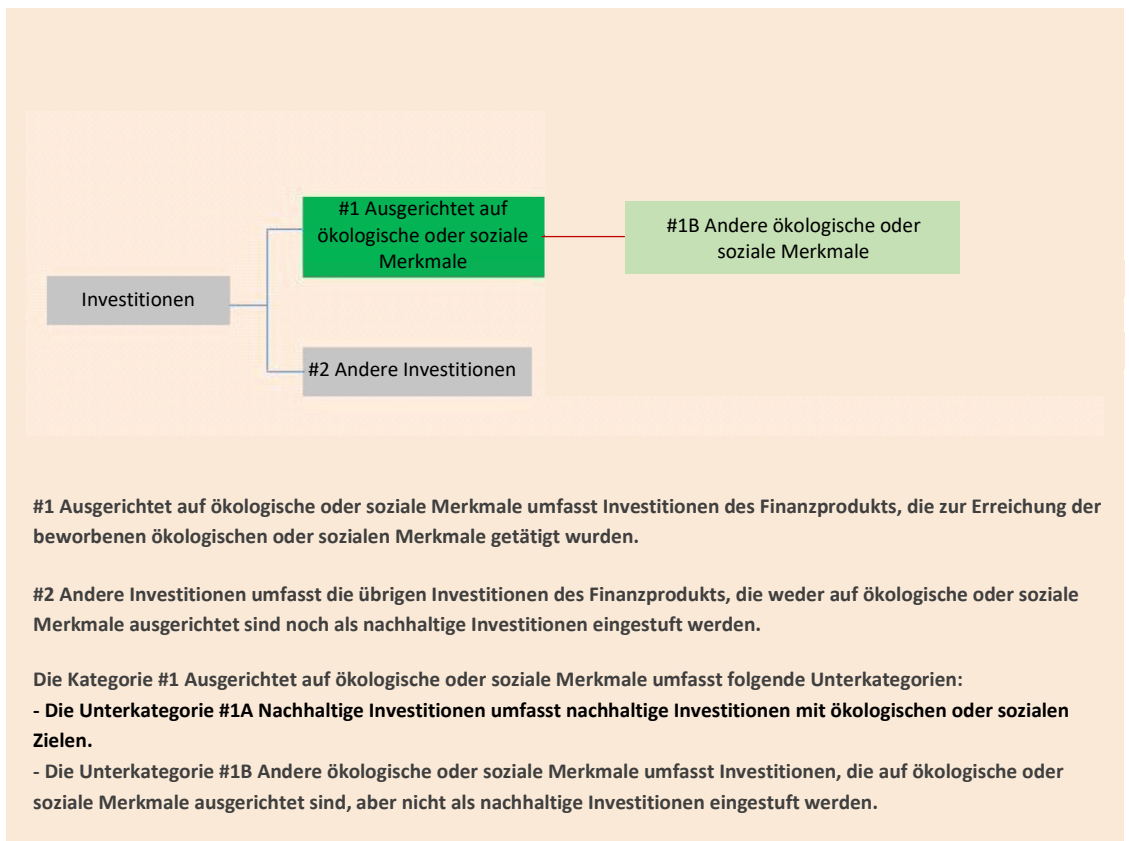 #1 Ausgerichtet auf
ökologische oder soziale
Merkmale
#1B Andere ökologische oder
soziale Merkmale
Investitionen
#2 Andere Investitionen
#1 Ausgerichtet auf ökologische oder soziale Merkmale umfasst Investitionen des Finanzprodukts, die zur Erreichung der
beworbenen ökologischen oder sozialen Merkmale getätigt wurden.
#2 Andere Investitionen umfasst die übrigen Investitionen des Finanzprodukts, die weder auf ökologische oder soziale
Merkmale ausgerichtet sind noch als nachhaltige Investitionen eingestuft werden.
Die Kategorie #1 Ausgerichtet auf ökologische oder soziale Merkmale umfasst folgende Unterkategorien:
- Die Unterkategorie #1A Nachhaltige Investitionen umfasst nachhaltige Investitionen mit ökologischen oder sozialen
Zielen.
- Die Unterkategorie #1B Andere ökologische oder soziale Merkmale umfasst Investitionen, die auf ökologische oder
soziale Merkmale ausgerichtet sind, aber nicht als nachhaltige Investitionen eingestuft werden.